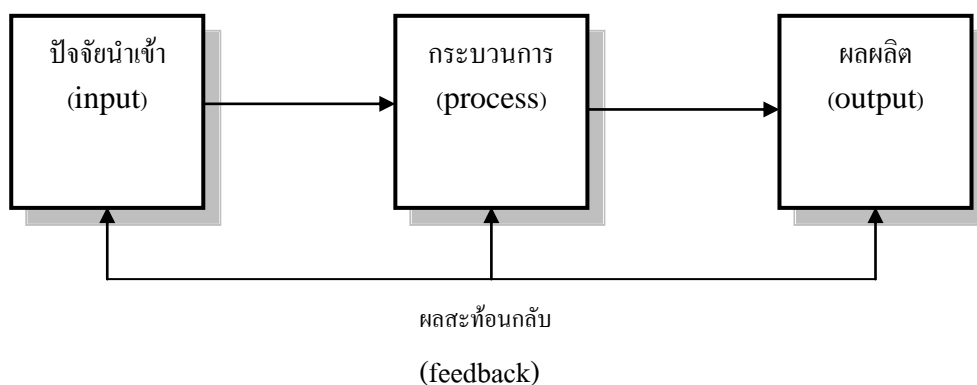 ปัจจัยนำเข้า
(input)
กระบวนการ
(process)
ผลผลิต
(output)
ผลสะท้อนกลับ
(feedback)